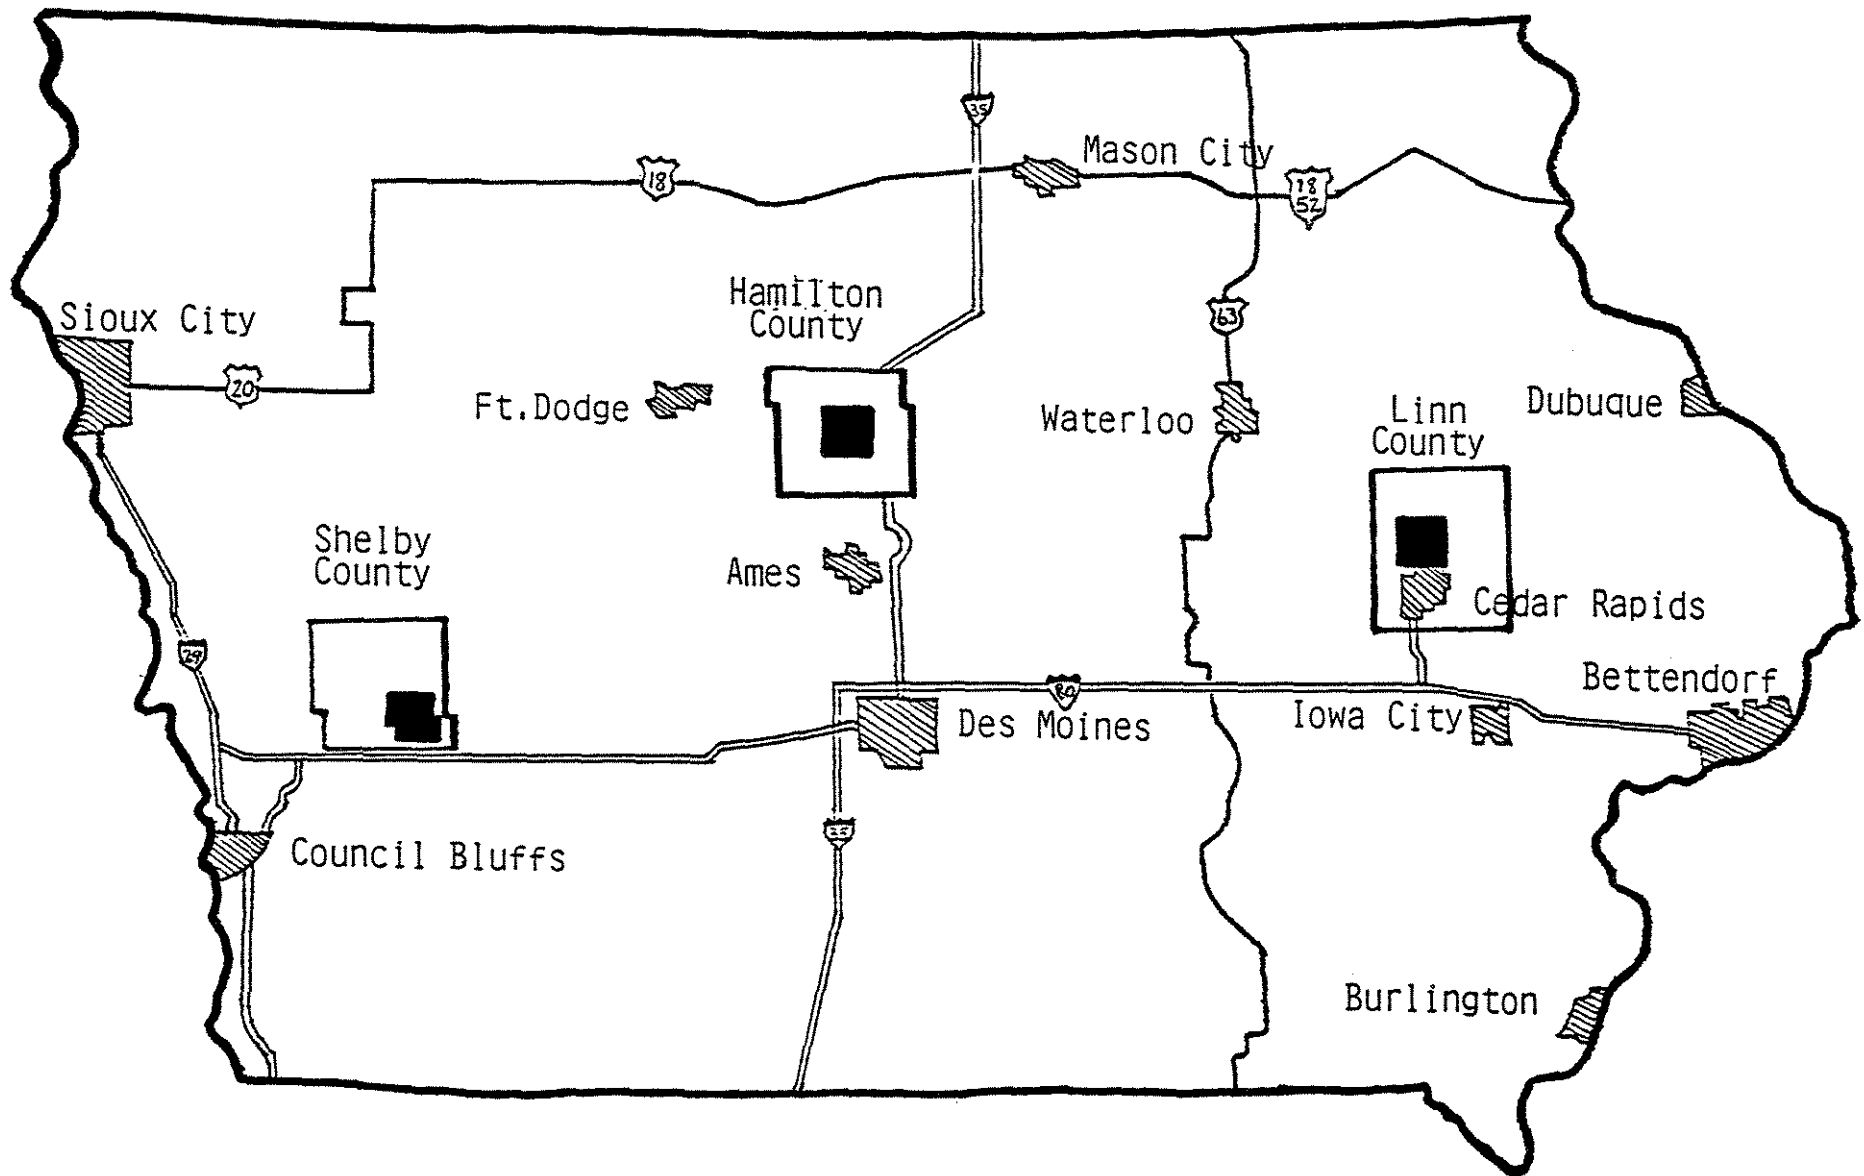 35
Mason City
18
18
52
Hamilton
County
Sioux City
63
20
Ft.Dodge
Waterloo
Linn
County
Dubuque
Shelby
County
Ames
Cedar Rapids
29
80
Bettendorf
Iowa City
Des Moines
Council Bluffs
Burlington